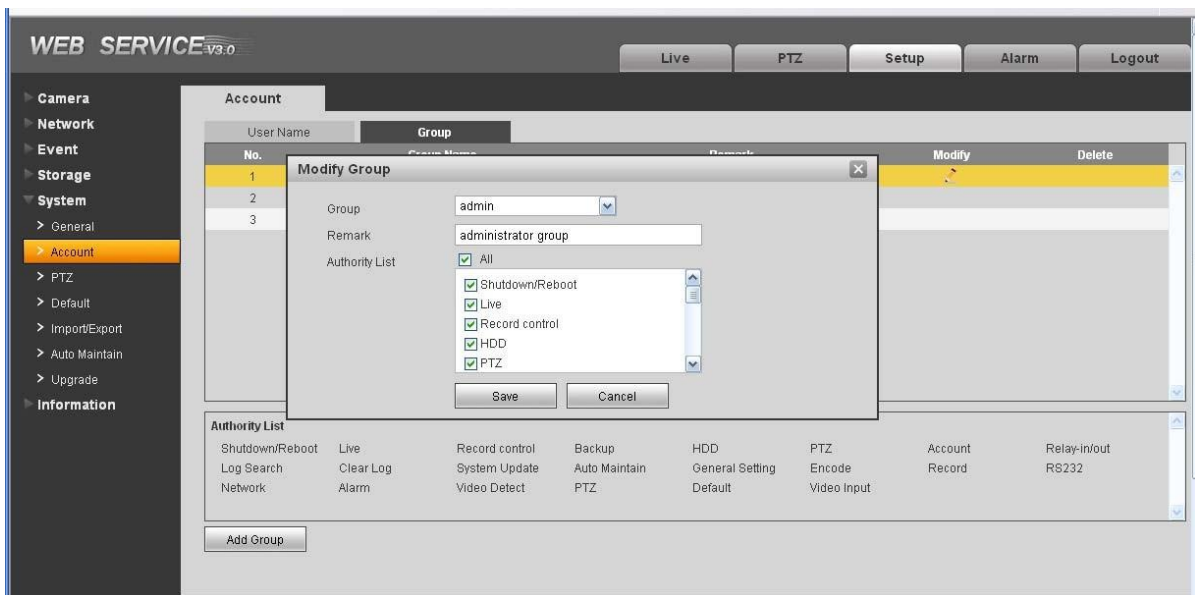 WEB SERVICE V3.0
Live PTZ Setup Alarm Logout
Camera
Network
Event
Storage
System
> General
> Account
> PTZ
> Default
> Import/Export
> Auto Maintain
> Upgrade
Information
Account
User Name Group
No. Group Name Remark Modify Delete
1
2
3
Modify Group
Group admin
Remark administrator group
Authority List All
Shutdown/Reboot
Live
Record control
HDD
PTZ
Save Cancel
Authority List
Shutdown/Reboot Live Record control Backup HDD PTZ Account Relay-in/out
Log Search Clear Log System Update Auto Maintain General Setting Encode Record RS232
Network Alarm Video Detect PTZ Default Video Input
Add Group